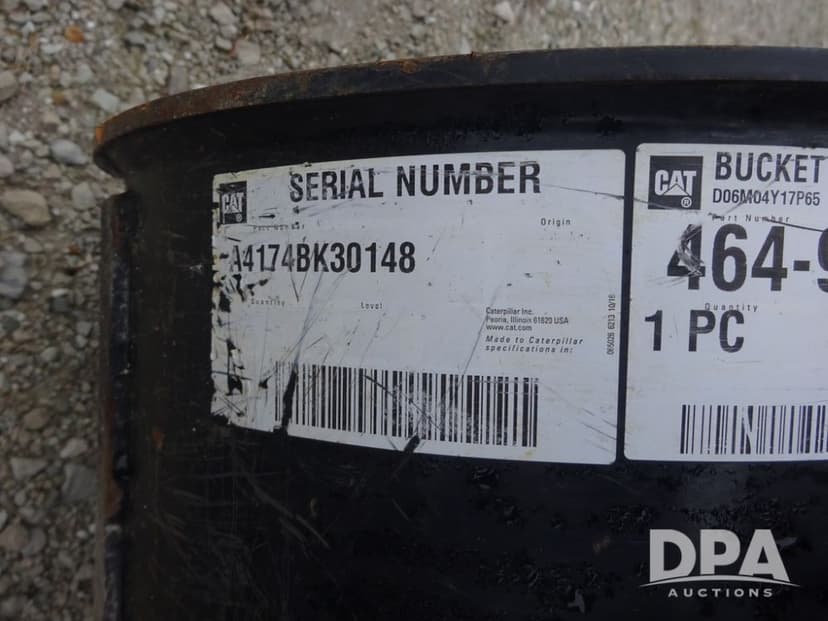 CAT
®
SERIAL NUMBER
Part Number
Origin
A4174BK30148
Quantity
Level
Caterpillar Inc.
Peoria, Illinois 61629 USA
www.cat.com
Made to Caterpillar
specifications in:
CAT
®
BUCKET
D06M04Y17P65
Part Number
464-9
Quantity
1 PC
DPA
AUCTIONS